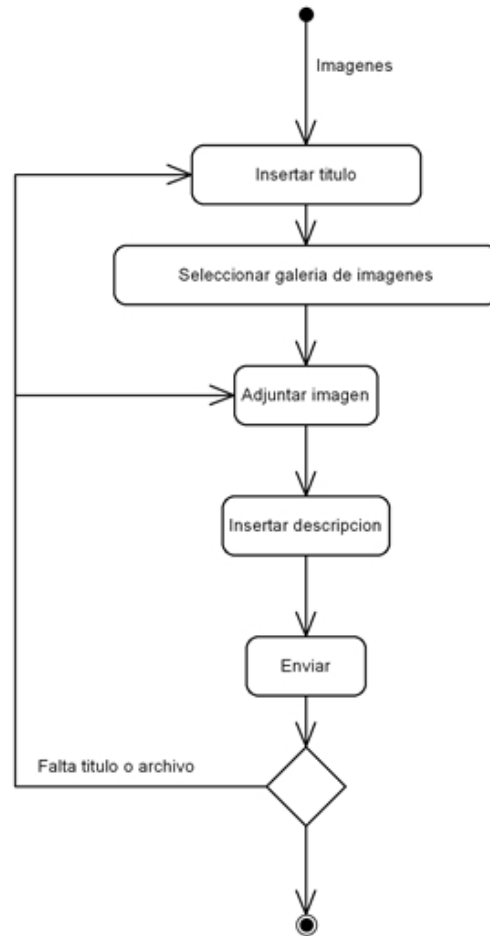 Imagenes
Insertar titulo
Seleccionar galeria de imagenes
Adjuntar imagen
Insertar descripcion
Enviar
Falta titulo o archivo